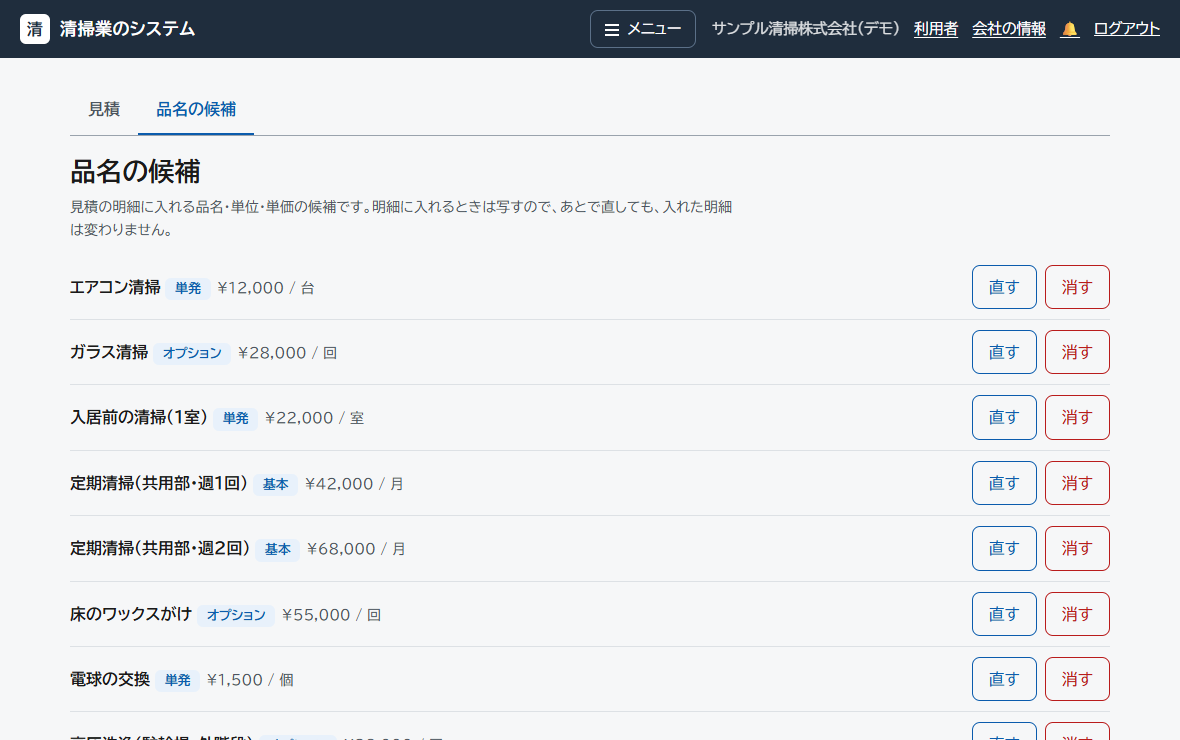 清 清掃業のシステム メニュー サンプル清掃株式会社(デモ) 利用者 会社の情報 🔔 ログアウト
見積 品名の候補
品名の候補
見積の明細に入れる品名・単位・単価の候補です。明細に入れるときは写すので、あとで直しても、入れた明細
は変わりません。
エアコン清掃 単発 ¥12,000 / 台 直す 消す
ガラス清掃 オプション ¥28,000 / 回 直す 消す
入居前の清掃(1室) 単発 ¥22,000 / 室 直す 消す
定期清掃(共用部・週1回) 基本 ¥42,000 / 月 直す 消す
定期清掃(共用部・週2回) 基本 ¥68,000 / 月 直す 消す
床のワックスがけ オプション ¥55,000 / 回 直す 消す
電球の交換 単発 ¥1,500 / 個 直す 消す